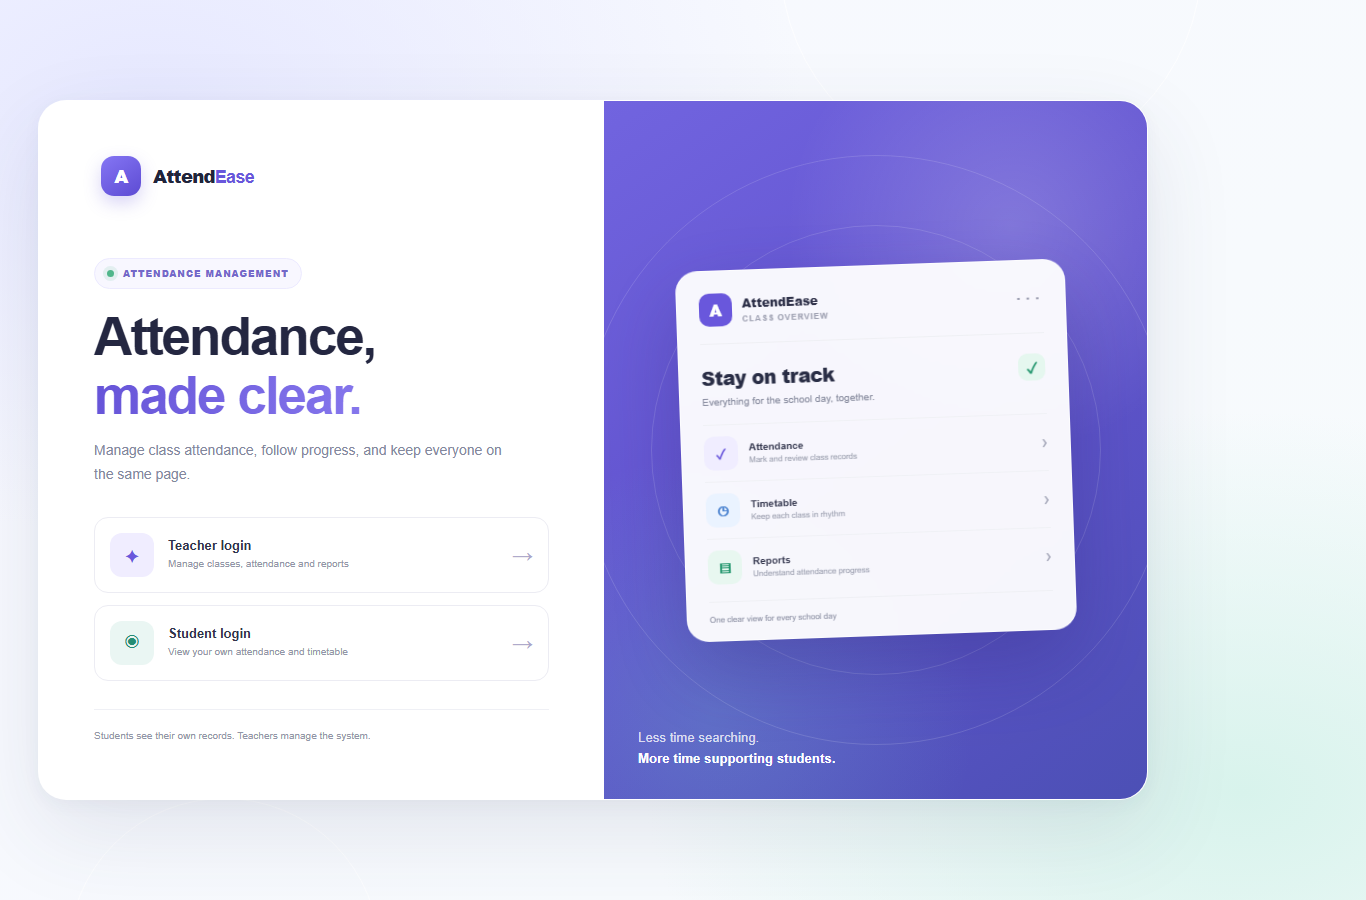 A AttendEase
ATTENDANCE MANAGEMENT
Attendance,
made clear.
Manage class attendance, follow progress, and keep everyone on
the same page.
Teacher login
Manage classes, attendance and reports
Student login
View your own attendance and timetable
Students see their own records. Teachers manage the system.
A AttendEase
CLASS OVERVIEW
Stay on track
Everything for the school day, together.
Attendance
Mark and review class records
Timetable
Keep each class in rhythm
Reports
Understand attendance progress
One clear view for every school day
Less time searching.
More time supporting students.